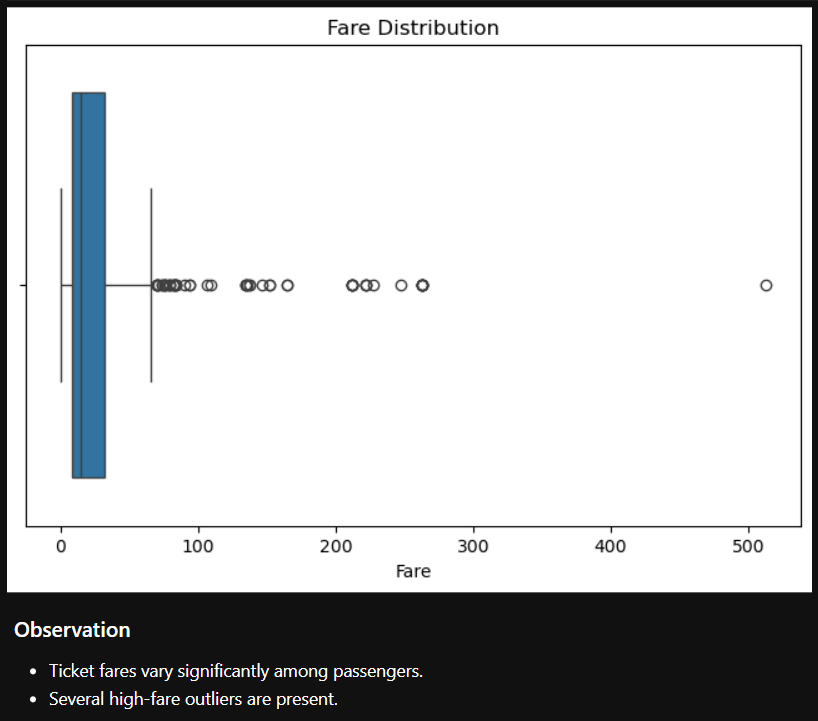 Fare Distribution
0 100 200 300 400 500
Fare
Observation
• Ticket fares vary significantly among passengers.
• Several high-fare outliers are present.